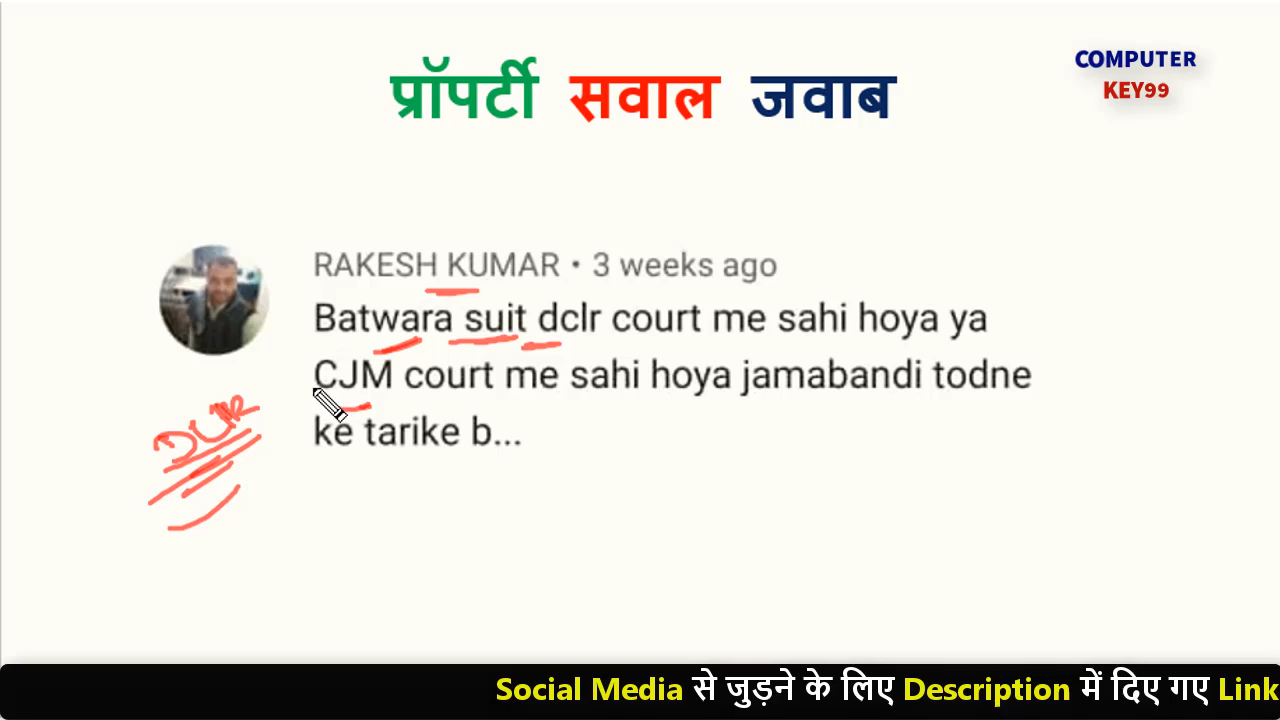 प्रॉपर्टी सवाल जवाब
COMPUTER
KEY99
RAKESH KUMAR • 3 weeks ago
Batwara suit dclr court me sahi hoya ya
CJM court me sahi hoya jamabandi todne
ke tarike b...
DCLR
Social Media से जुड़ने के लिए Description में दिए गए Link